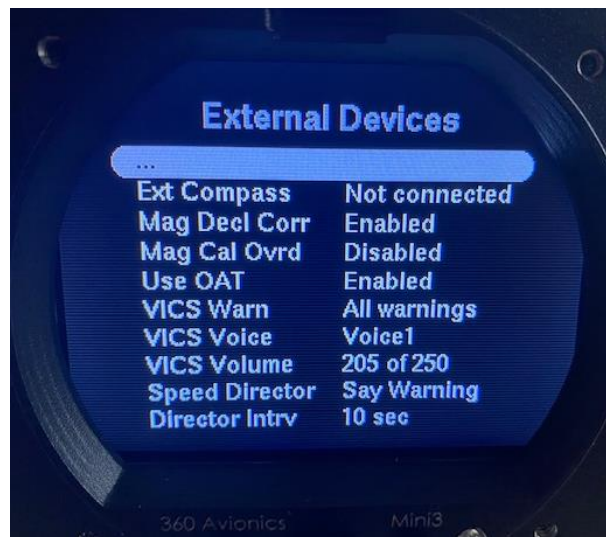 External Devices
...
Ext Compass Not connected
Mag Decl Corr Enabled
Mag Cal Ovrd Disabled
Use OAT Enabled
VICS Warn All warnings
VICS Voice Voice1
VICS Volume 205 of 250
Speed Director Say Warning
Director Intrv 10 sec
360 Avionics Mini3